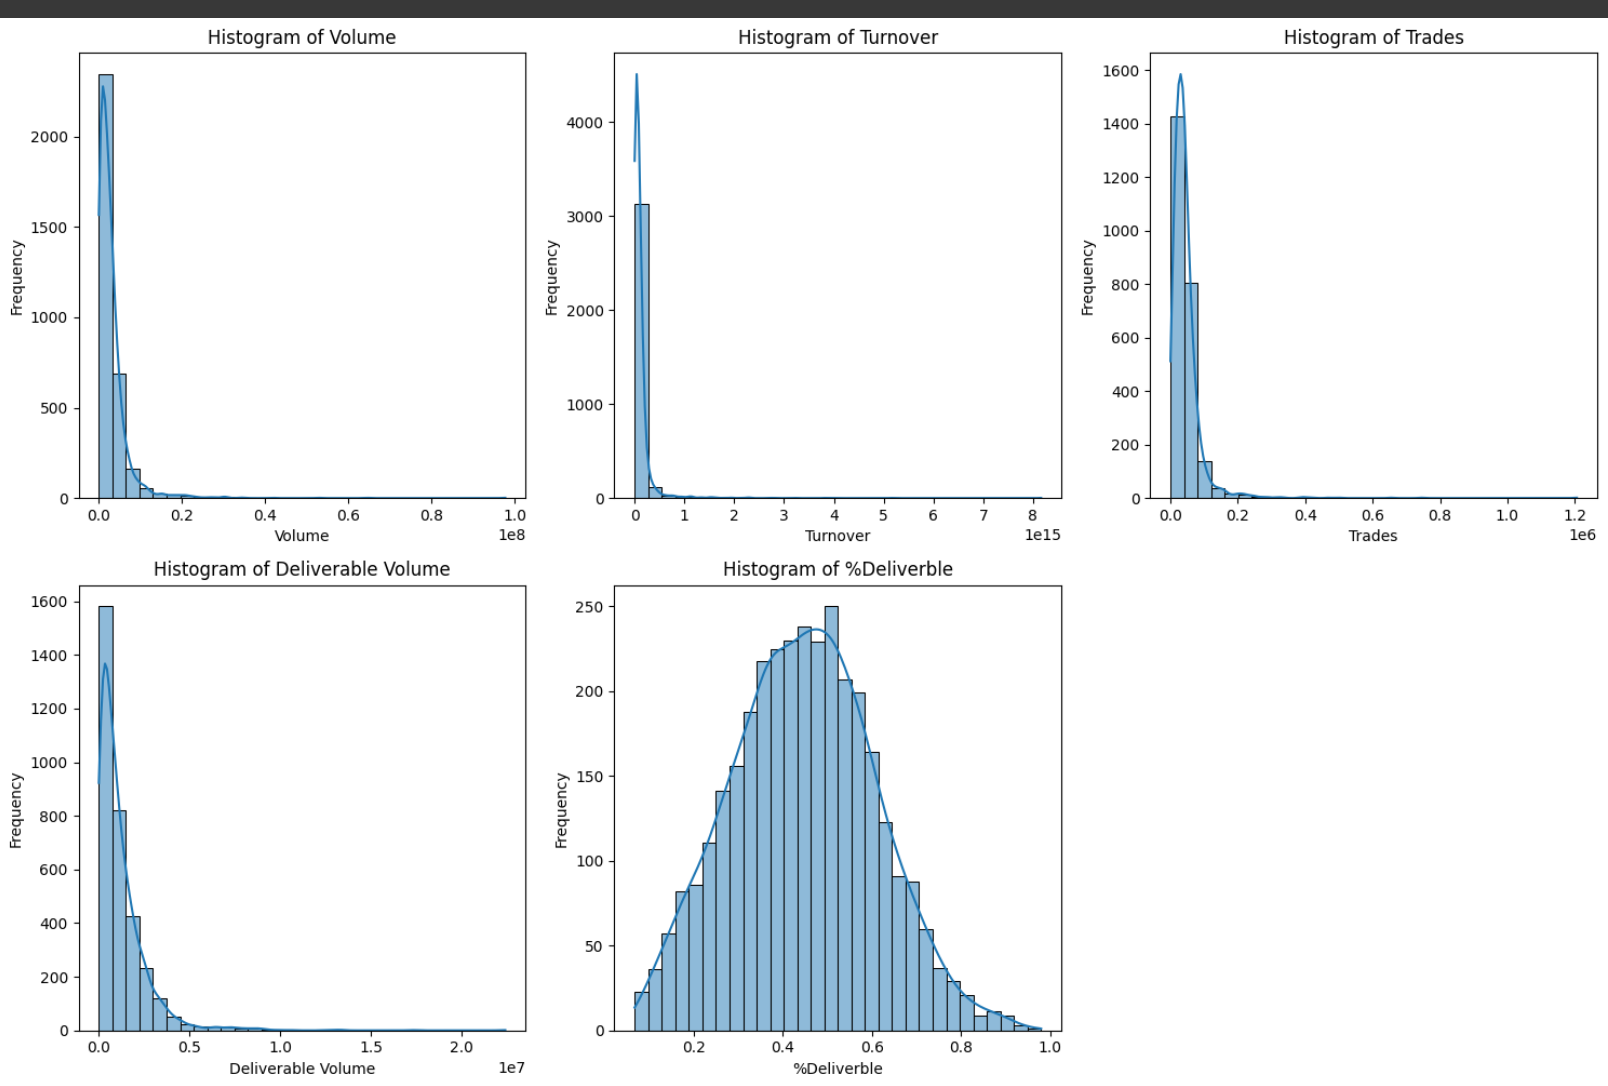 Histogram of Volume
Frequency
2000
1500
1000
500
0
0.0 0.2 0.4 0.6 0.8 1.0
1e8
Volume
Histogram of Turnover
Frequency
4000
3000
2000
1000
0
0 1 2 3 4 5 6 7 8
1e15
Turnover
Histogram of Trades
Frequency
1600
1400
1200
1000
800
600
400
200
0
0.0 0.2 0.4 0.6 0.8 1.0 1.2
1e6
Trades
Histogram of Deliverable Volume
Frequency
1600
1400
1200
1000
800
600
400
200
0
0.0 0.5 1.0 1.5 2.0
1e7
Deliverable Volume
Histogram of %Deliverble
Frequency
250
200
150
100
50
0
0.2 0.4 0.6 0.8 1.0
%Deliverble